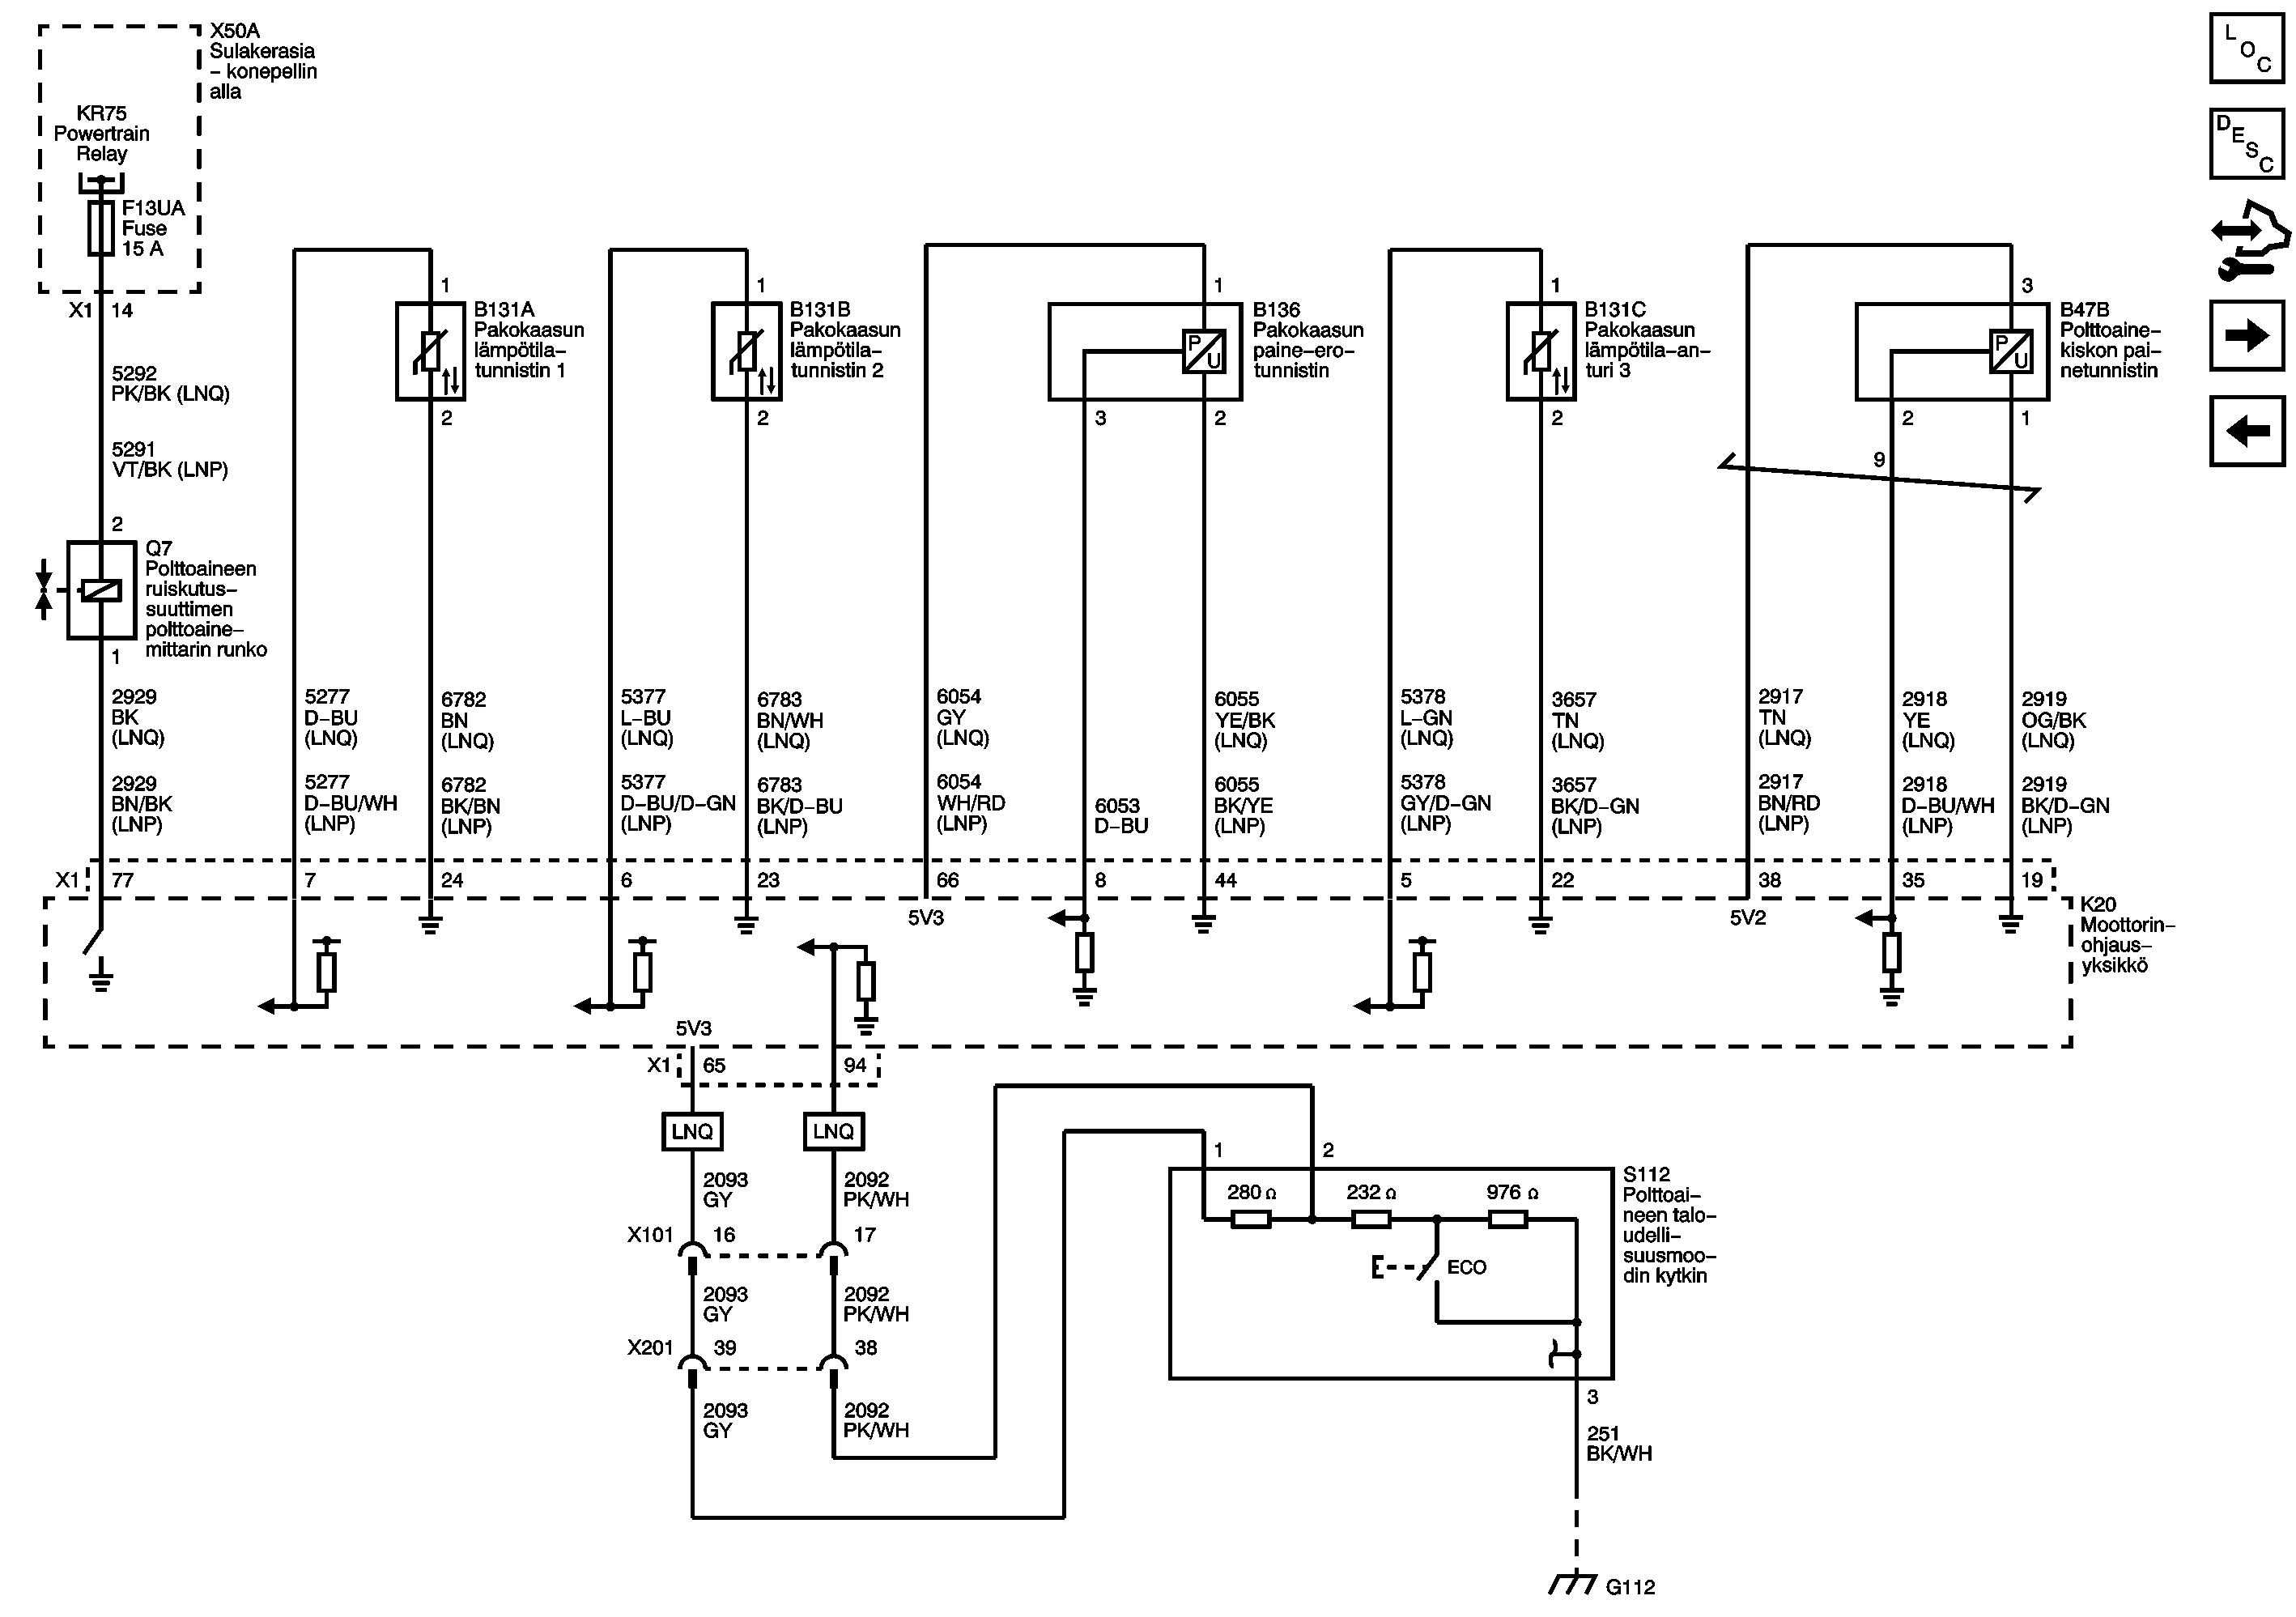 X50A
Sulakerasia
– konepellin
alla
KR75
Powertrain
Relay
F13UA
Fuse
15 A
X1 14
5292
PK/BK (LNQ)
5291
VT/BK (LNP)
2
Q7
Polttoaineen
ruiskutus–
suuttimen
polttoaine–
mittarin runko
1
1
B131A
Pakokaasun
lämpötila–
tunnistin 1
2
1
B131B
Pakokaasun
lämpötila–
tunnistin 2
2
1
P
U
B136
Pakokaasun
paine–ero–
tunnistin
3 2
1
B131C
Pakokaasun
lämpötila–an–
turi 3
2
3
P
U
B47B
Polttoaine–
kiskon pai–
netunnistin
2 1
9
L
O
C
D
E
S
C
2929
BK
(LNQ)
2929
BN/BK
(LNP)
5277
D–BU
(LNQ)
5277
D–BU/WH
(LNP)
6782
BN
(LNQ)
6782
BK/BN
(LNP)
5377
L–BU
(LNQ)
5377
D–BU/D–GN
(LNP)
6783
BN/WH
(LNQ)
6783
BK/D–BU
(LNP)
6054
GY
(LNQ)
6054
WH/RD
(LNP)
6053
D–BU
6055
YE/BK
(LNQ)
6055
BK/YE
(LNP)
5378
L–GN
(LNQ)
5378
GY/D–GN
(LNP)
3657
TN
(LNQ)
3657
BK/D–GN
(LNP)
2917
TN
(LNQ)
2917
BN/RD
(LNP)
2918
YE
(LNQ)
2918
D–BU/WH
(LNP)
2919
OG/BK
(LNQ)
2919
BK/D–GN
(LNP)
X1 77 7 24 6 23 66 8 44 5 22 38 35 19
5V3
5V2
K20
Moottorin–
ohjaus–
yksikkö
5V3
X1 65 94
LNQ LNQ
2093
GY
2092
PK/WH
X101 16 17
2093
GY
2092
PK/WH
X201 39 38
2093
GY
2092
PK/WH
1 2
280 Ω 232 Ω 976 Ω
ECO
S112
Polttoai–
neen talo–
udelli–
suusmoo–
din kytkin
3
251
BK/WH
G112